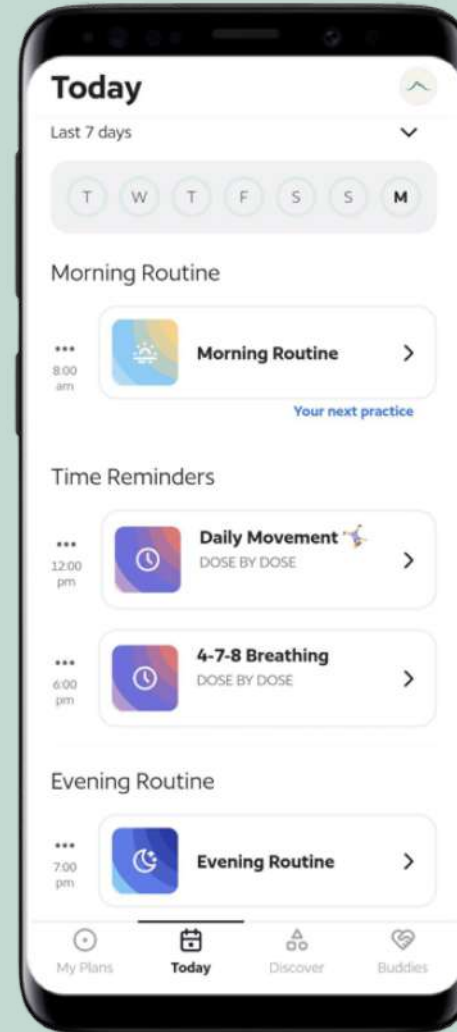 Today
Last 7 days
T W T F S S M
Morning Routine
8:00
am
Morning Routine
Your next practice
Time Reminders
12:00
pm
Daily Movement 🤸
DOSE BY DOSE
6:00
pm
4-7-8 Breathing
DOSE BY DOSE
Evening Routine
7:00
pm
Evening Routine
My Plans Today Discover Buddies